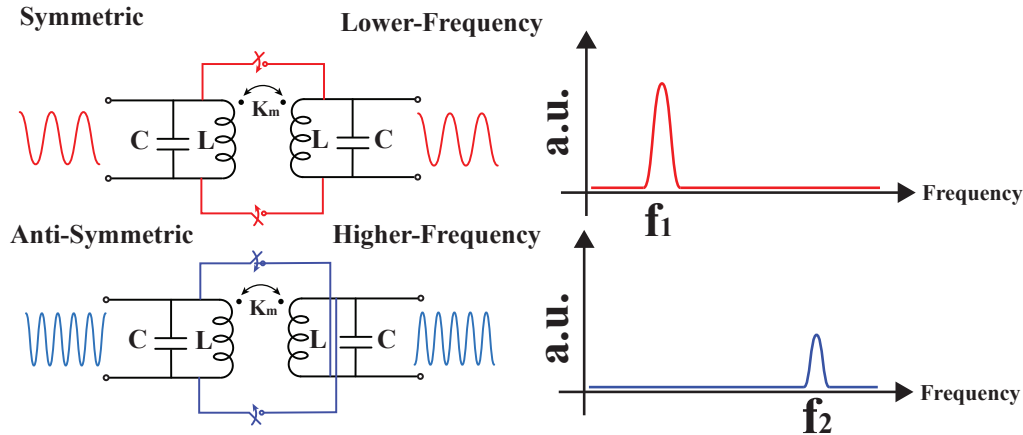 Symmetric
Lower-Frequency
Km
C
L
L
C
a.u.
Frequency
f1
Anti-Symmetric
Higher-Frequency
Km
C
L
L
C
a.u.
Frequency
f2